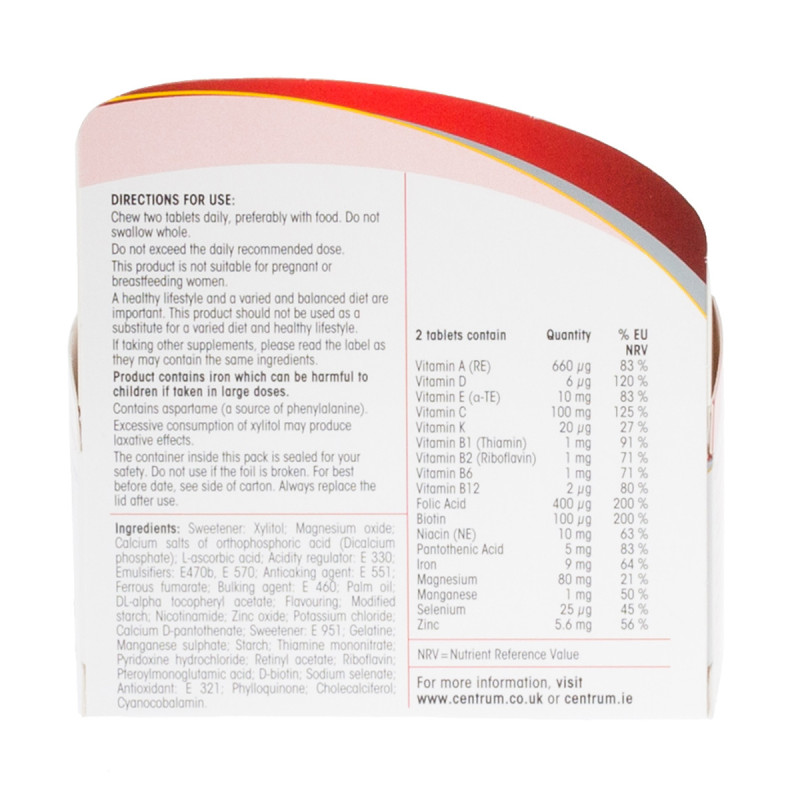 DIRECTIONS FOR USE:
Chew two tablets daily, preferably with food. Do not
swallow whole.
Do not exceed the daily recommended dose.
This product is not suitable for pregnant or
breastfeeding women.
A healthy lifestyle and a varied and balanced diet are
important. This product should not be used as a
substitute for a varied diet and healthy lifestyle.
If taking other supplements, please read the label as
they may contain the same ingredients.
Product contains iron which can be harmful to
children if taken in large doses.
Contains aspartame (a source of phenylalanine).
Excessive consumption of xylitol may produce
laxative effects.
The container inside this pack is sealed for your
safety. Do not use if the foil is broken. For best
before date, see side of carton. Always replace the
lid after use.
Ingredients: Sweetener: Xylitol; Magnesium oxide;
Calcium salts of orthophosphoric acid (Dicalcium
phosphate); L-ascorbic acid; Acidity regulator: E 330;
Emulsifiers: E470b, E 570; Anticaking agent: E 551;
Ferrous fumarate; Bulking agent: E 460; Palm oil;
DL-alpha tocopheryl acetate; Flavouring; Modified
starch; Nicotinamide; Zinc oxide; Potassium chloride;
Calcium D-pantothenate; Sweetener: E 951; Gelatine;
Manganese sulphate; Starch; Thiamine mononitrate;
Pyridoxine hydrochloride; Retinyl acetate; Riboflavin;
Pteroylmonoglutamic acid; D-biotin; Sodium selenate;
Antioxidant: E 321; Phylloquinone; Cholecalciferol;
Cyanocobalamin.
2 tablets contain Quantity % EU
NRV
Vitamin A (RE) 660 µg 83 %
Vitamin D 6 µg 120 %
Vitamin E (α-TE) 10 mg 83 %
Vitamin C 100 mg 125 %
Vitamin K 20 µg 27 %
Vitamin B1 (Thiamin) 1 mg 91 %
Vitamin B2 (Riboflavin) 1 mg 71 %
Vitamin B6 1 mg 71 %
Vitamin B12 2 µg 80 %
Folic Acid 400 µg 200 %
Biotin 100 µg 200 %
Niacin (NE) 10 mg 63 %
Pantothenic Acid 5 mg 83 %
Iron 9 mg 64 %
Magnesium 80 mg 21 %
Manganese 1 mg 50 %
Selenium 25 µg 45 %
Zinc 5.6 mg 56 %
NRV = Nutrient Reference Value
For more information, visit
www.centrum.co.uk or centrum.ie